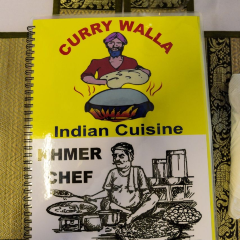 CURRY WALLA
Indian Cuisine
KHMER
CHEF